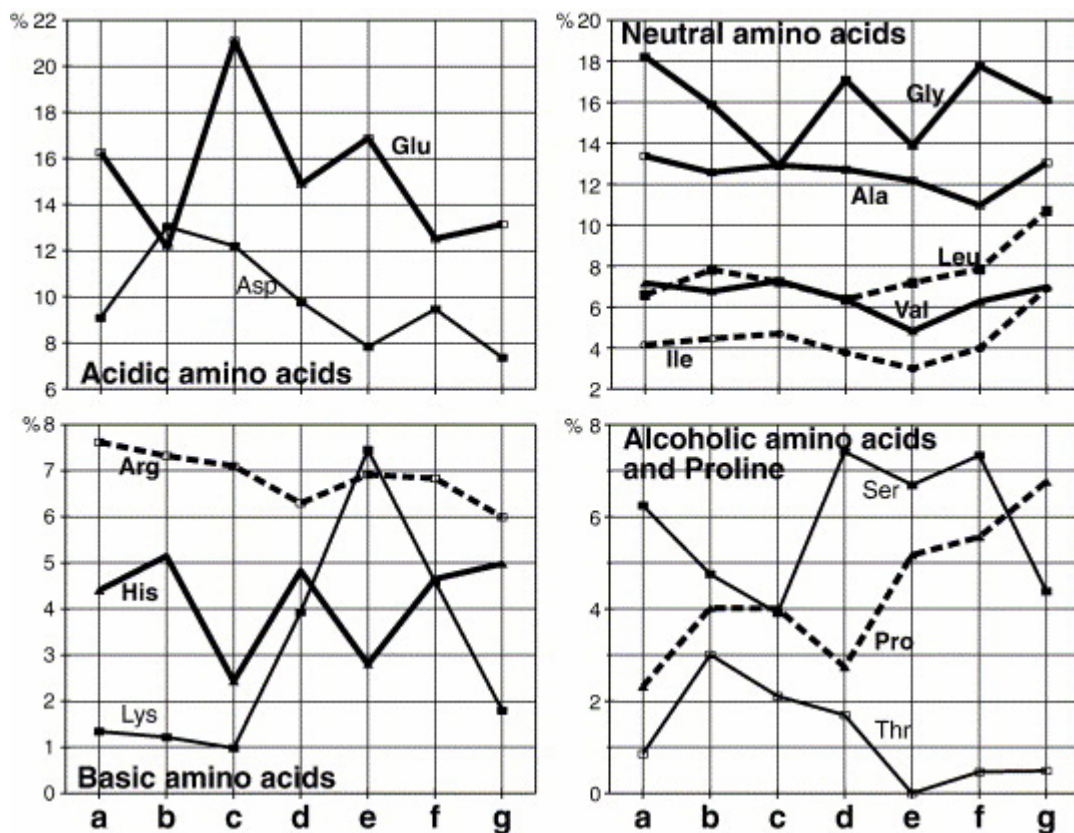 % 22
20
18
16
14
12
10
8
6
Glu
Asp
Acidic amino acids
% 20
18
16
14
12
10
8
6
4
2
Neutral amino acids
Gly
Ala
Leu
Val
Ile
% 8
7
6
5
4
3
2
1
0
Arg
His
Lys
Basic amino acids
a b c d e f g
% 8
6
4
2
0
Alcoholic amino acids
and Proline
Ser
Pro
Thr
a b c d e f g